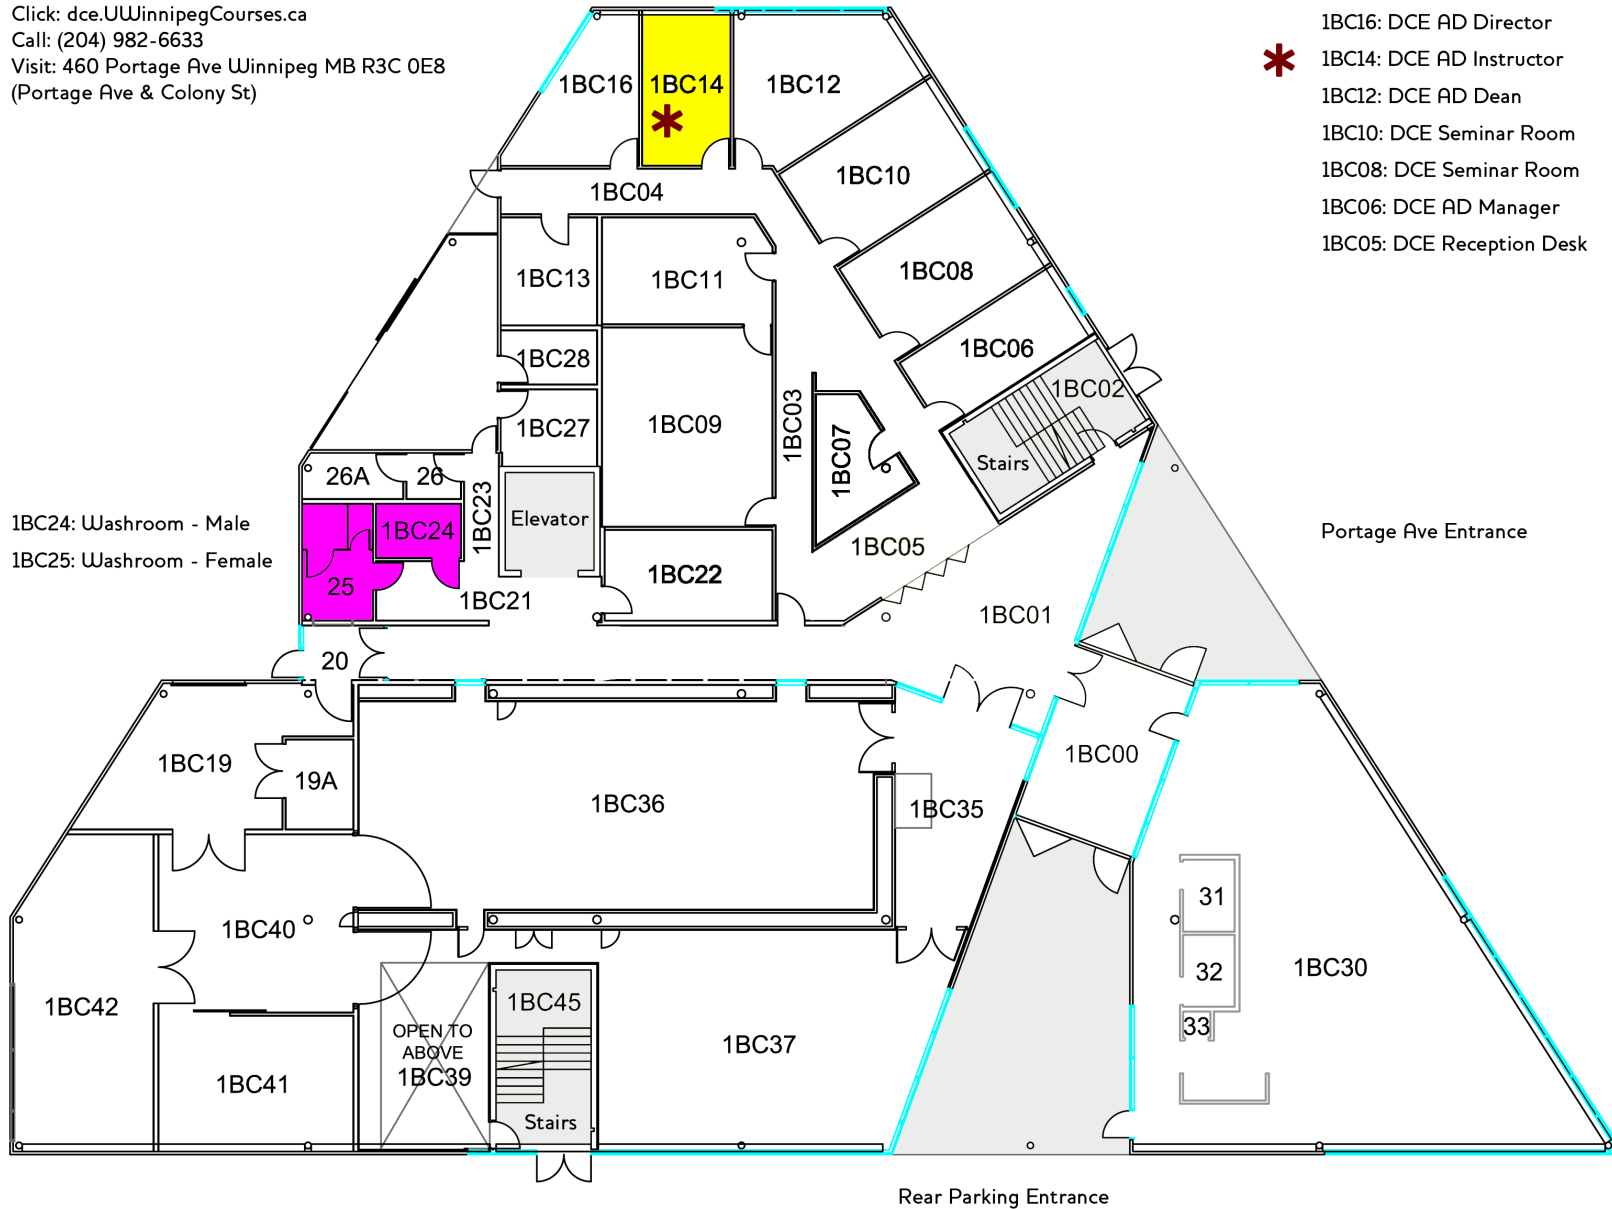 Click: dce.UWinnipegCourses.ca
Call: (204) 982-6633
Visit: 460 Portage Ave Winnipeg MB R3C 0E8
(Portage Ave & Colony St)
1BC16: DCE AD Director
* 1BC14: DCE AD Instructor
1BC12: DCE AD Dean
1BC10: DCE Seminar Room
1BC08: DCE Seminar Room
1BC06: DCE AD Manager
1BC05: DCE Reception Desk
1BC16
1BC14
*
1BC12
1BC10
1BC04
1BC13
1BC11
1BC08
1BC28
1BC06
1BC02
1BC27
1BC09
1BC03
1BC07
Stairs
26A
26
1BC23
Elevator
1BC24: Washroom - Male
1BC25: Washroom - Female
1BC24
25
1BC05
1BC22
1BC21
1BC01
Portage Ave Entrance
20
1BC19
19A
1BC36
1BC00
1BC35
31
1BC40
32
1BC30
33
1BC42
1BC45
OPEN TO
ABOVE
1BC39
1BC37
1BC41
Stairs
Rear Parking Entrance